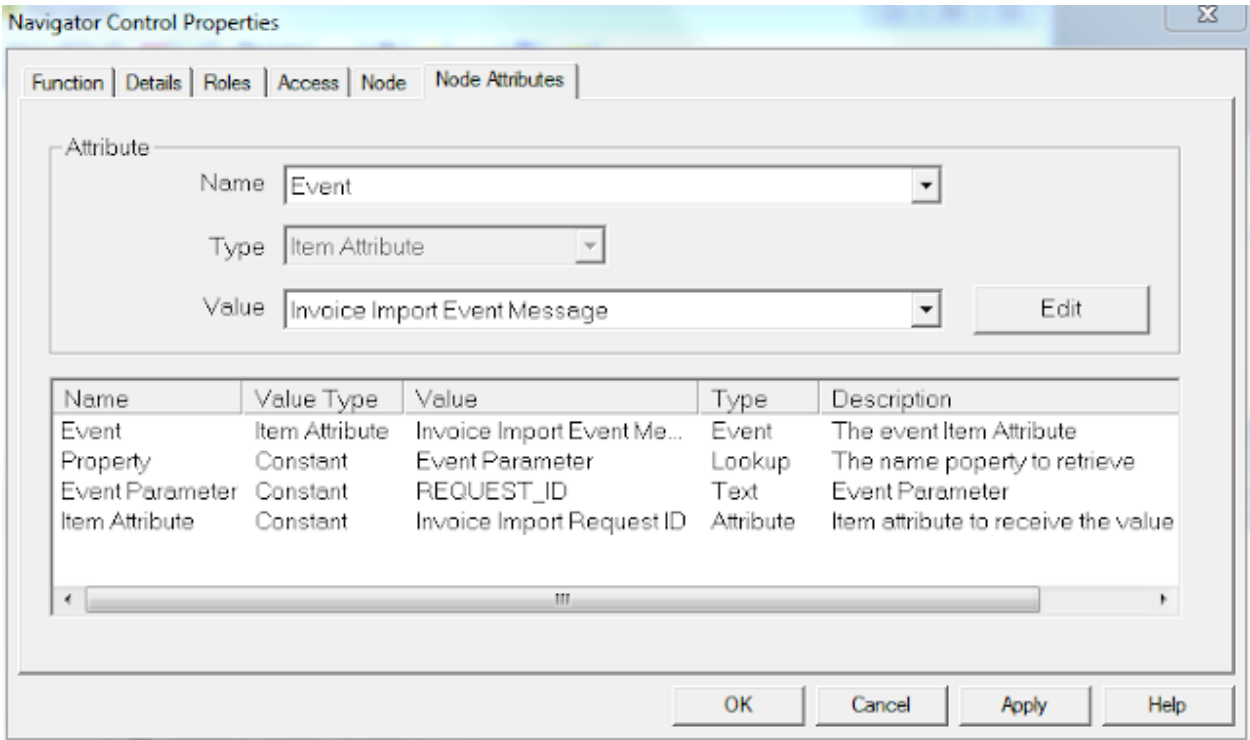 Navigator Control Properties
Function Details Roles Access Node Node Attributes
Attribute
Name Event
Type Item Attribute
Value Invoice Import Event Message Edit
Name Value Type Value Type Description
Event Item Attribute Invoice Import Event Me... Event The event Item Attribute
Property Constant Event Parameter Lookup The name poperty to retrieve
Event Parameter Constant REQUEST_ID Text Event Parameter
Item Attribute Constant Invoice Import Request ID Attribute Item attribute to receive the value
OK Cancel Apply Help